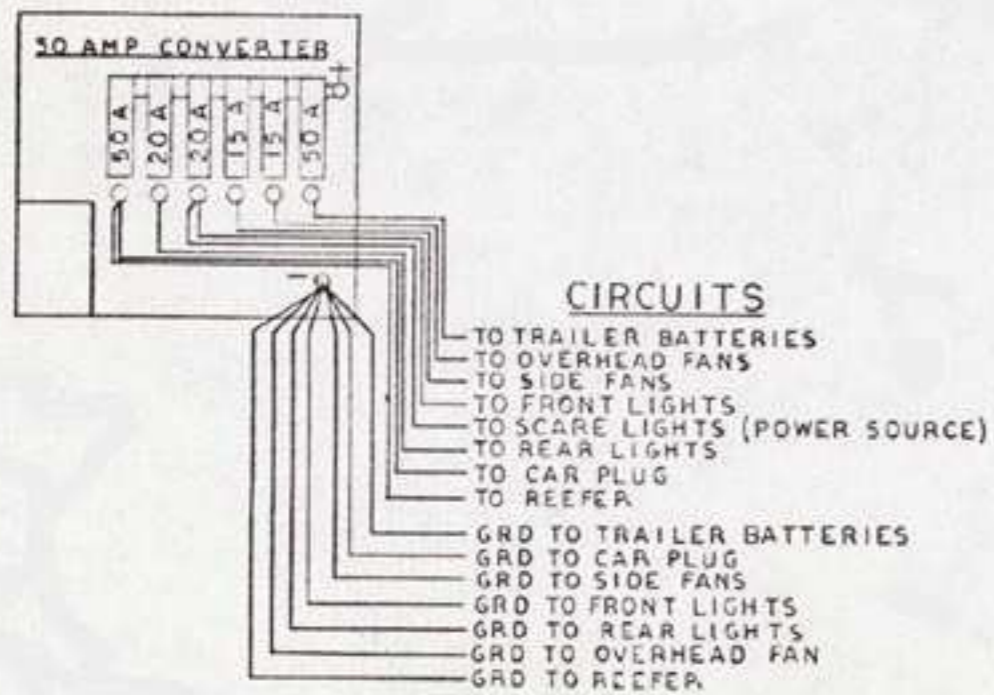 50 AMP CONVERTER
B+
50 A
20 A
20 A
15 A
15 A
50 A
-
CIRCUITS
TO TRAILER BATTERIES
TO OVERHEAD FANS
TO SIDE FANS
TO FRONT LIGHTS
TO SCARE LIGHTS (POWER SOURCE)
TO REAR LIGHTS
TO CAR PLUG
TO REEFER
GRD TO TRAILER BATTERIES
GRD TO CAR PLUG
GRD TO SIDE FANS
GRD TO FRONT LIGHTS
GRD TO REAR LIGHTS
GRD TO OVERHEAD FAN
GRD TO REEFER